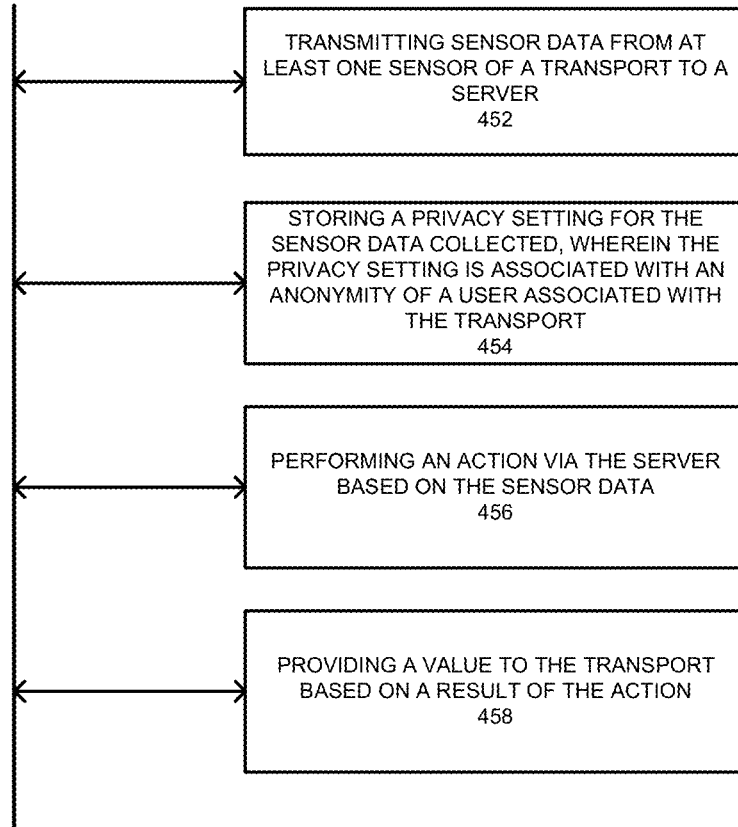 TRANSMITTING SENSOR DATA FROM AT
LEAST ONE SENSOR OF A TRANSPORT TO A
SERVER
452
STORING A PRIVACY SETTING FOR THE
SENSOR DATA COLLECTED, WHEREIN THE
PRIVACY SETTING IS ASSOCIATED WITH AN
ANONYMITY OF A USER ASSOCIATED WITH
THE TRANSPORT
454
PERFORMING AN ACTION VIA THE SERVER
BASED ON THE SENSOR DATA
456
PROVIDING A VALUE TO THE TRANSPORT
BASED ON A RESULT OF THE ACTION
458